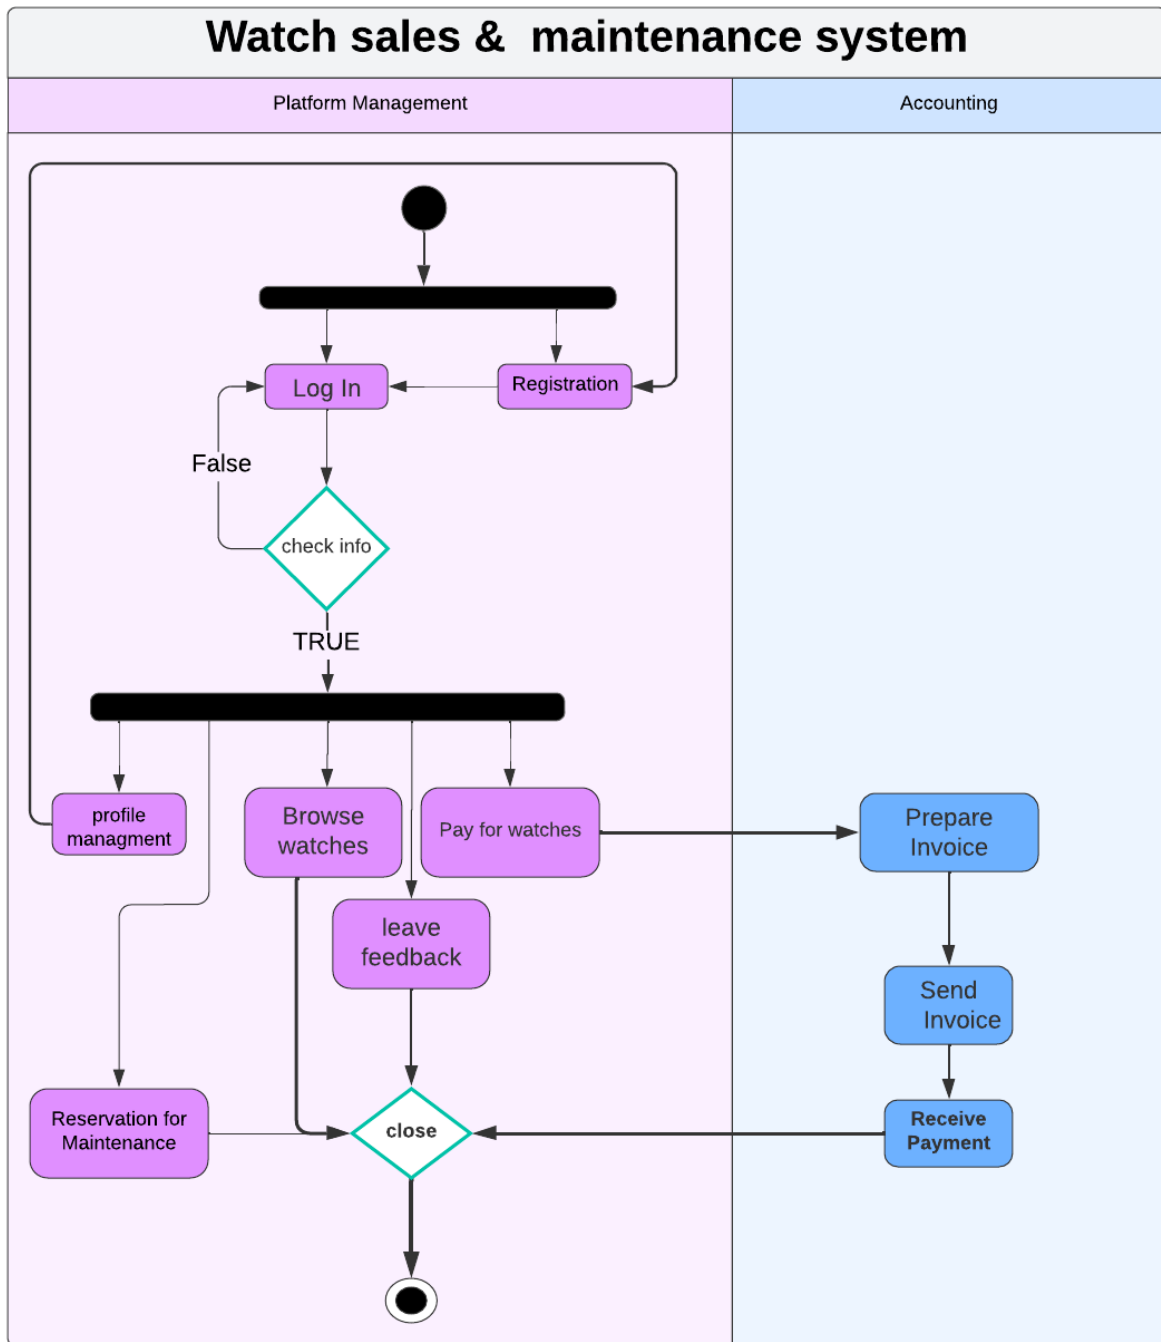 Watch sales & maintenance system
Platform Management
Accounting
Log In
Registration
False
check info
TRUE
profile
managment
Browse
watches
Pay for watches
Prepare
Invoice
leave
feedback
Send
Invoice
Reservation for
Maintenance
close
Receive
Payment